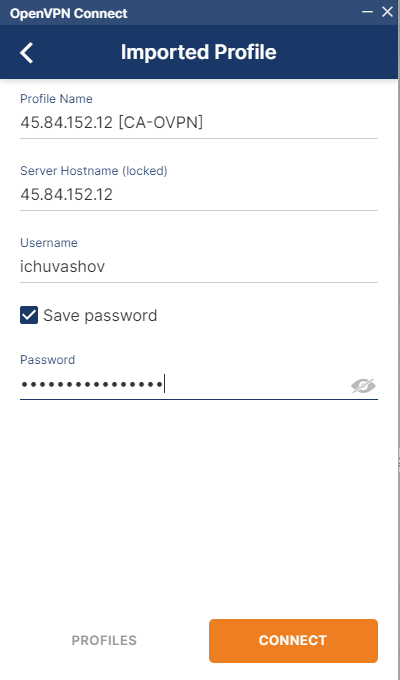 OpenVPN Connect
Imported Profile
Profile Name
45.84.152.12 [CA-OVPN]
Server Hostname (locked)
45.84.152.12
Username
ichuvashov
Save password
Password
••••••••••••••••
PROFILES
CONNECT